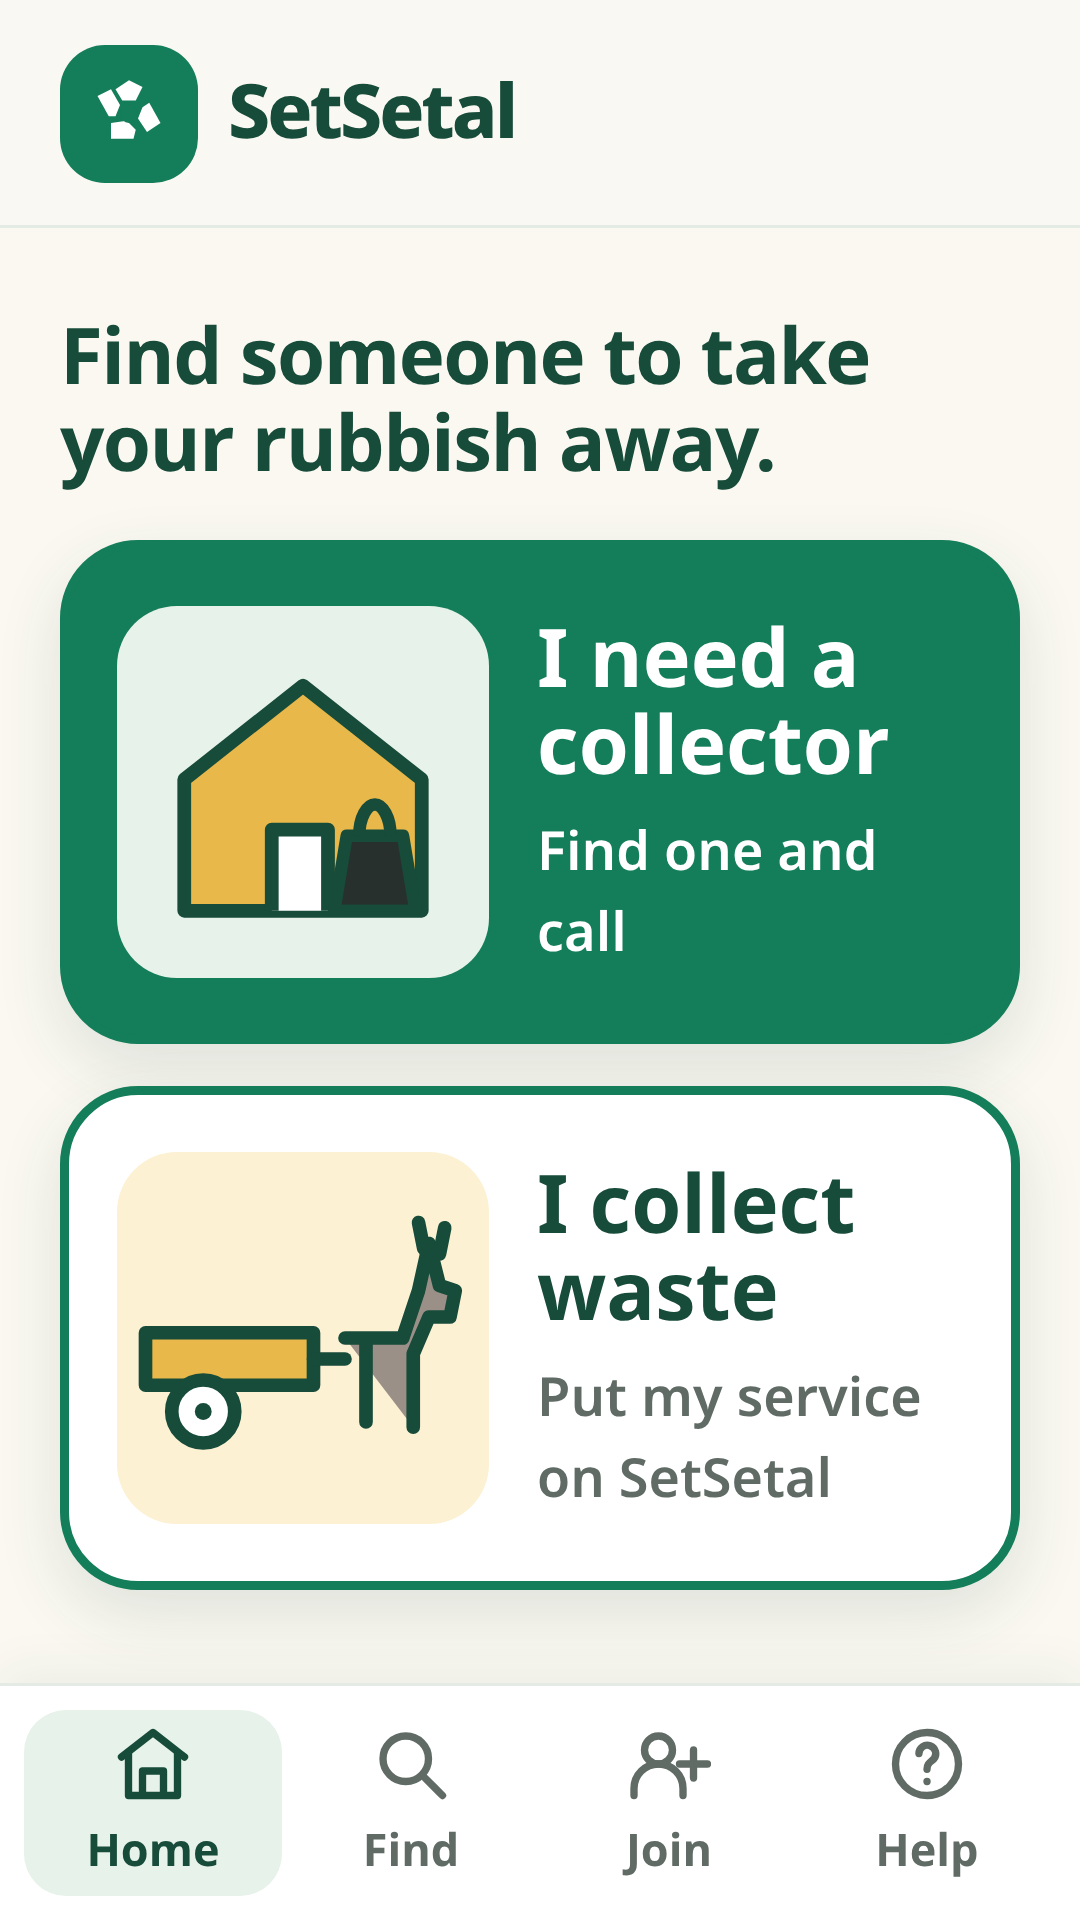 SetSetal
Find someone to take
your rubbish away.
I need a
collector
Find one and
call
I collect
waste
Put my service
on SetSetal
Home
Find
Join
Help